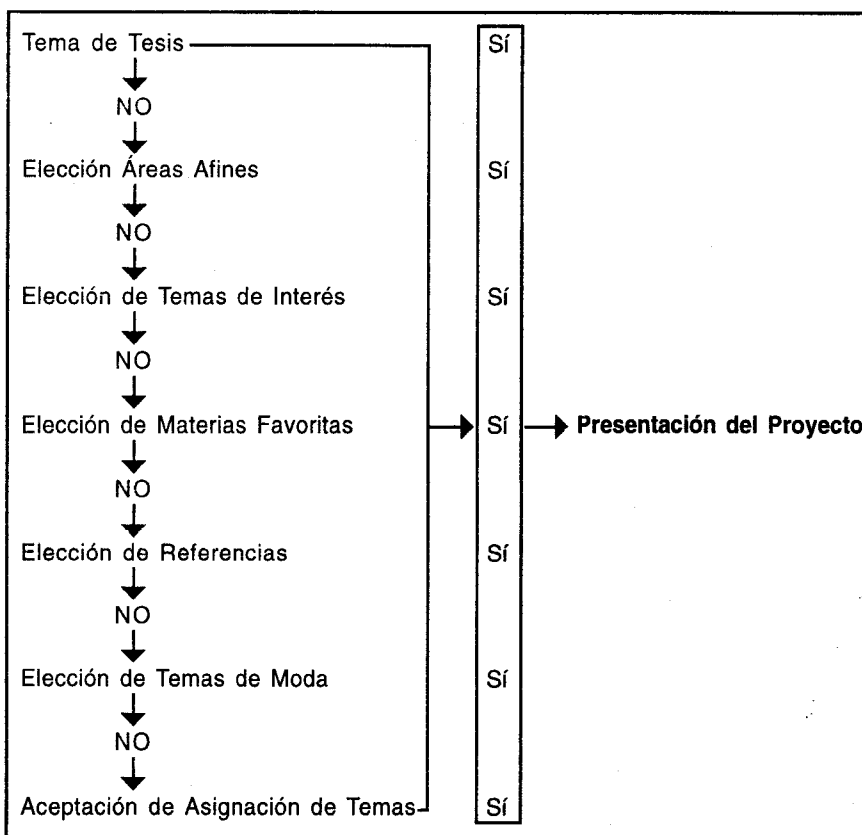 Tema de Tesis Sí
NO
Elección Áreas Afines Sí
NO
Elección de Temas de Interés Sí
NO
Elección de Materias Favoritas Sí Presentación del Proyecto
NO
Elección de Referencias Sí
NO
Elección de Temas de Moda Sí
NO
Aceptación de Asignación de Temas Sí